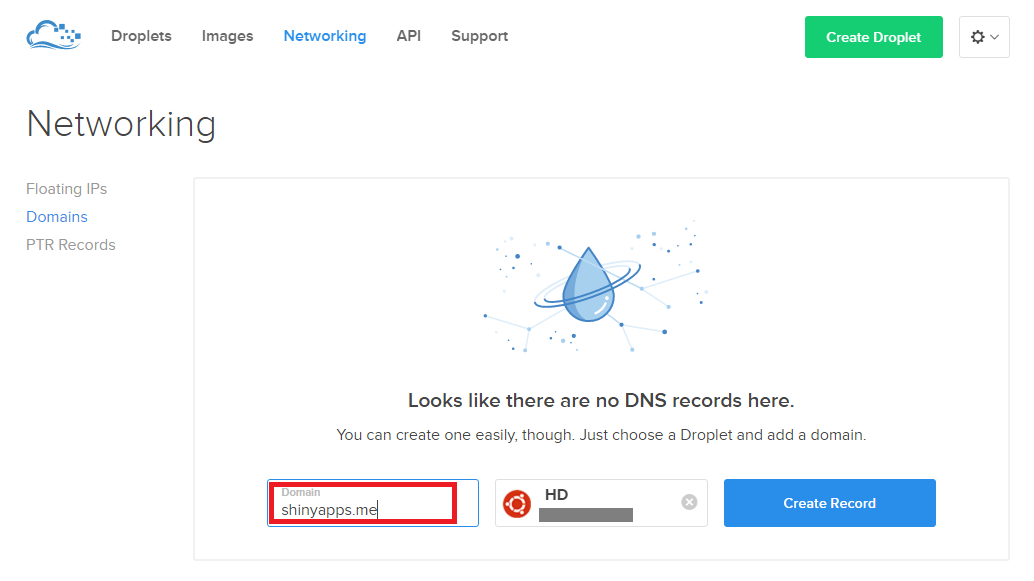 Droplets Images Networking API Support Create Droplet
Networking
Floating IPs
Domains
PTR Records
Looks like there are no DNS records here.
You can create one easily, though. Just choose a Droplet and add a domain.
Domain
shinyapps.me
HD
Create Record